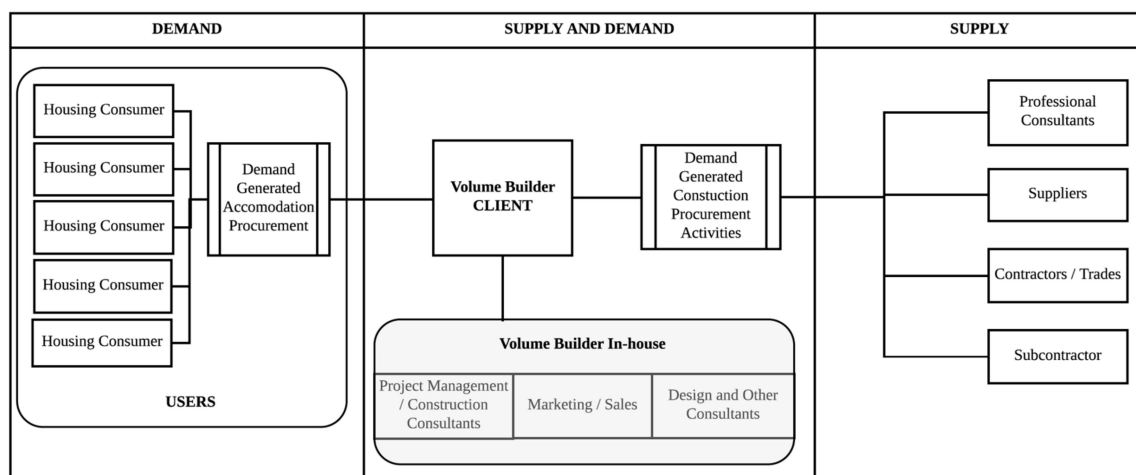 DEMAND
SUPPLY AND DEMAND
SUPPLY
Housing Consumer
Housing Consumer
Housing Consumer
Housing Consumer
Housing Consumer
USERS
Demand
Generated
Accomodation
Procurement
Volume Builder
CLIENT
Demand
Generated
Constuction
Procurement
Activities
Volume Builder In-house
Project Management
/ Construction
Consultants
Marketing / Sales
Design and Other
Consultants
Professional
Consultants
Suppliers
Contractors / Trades
Subcontractor